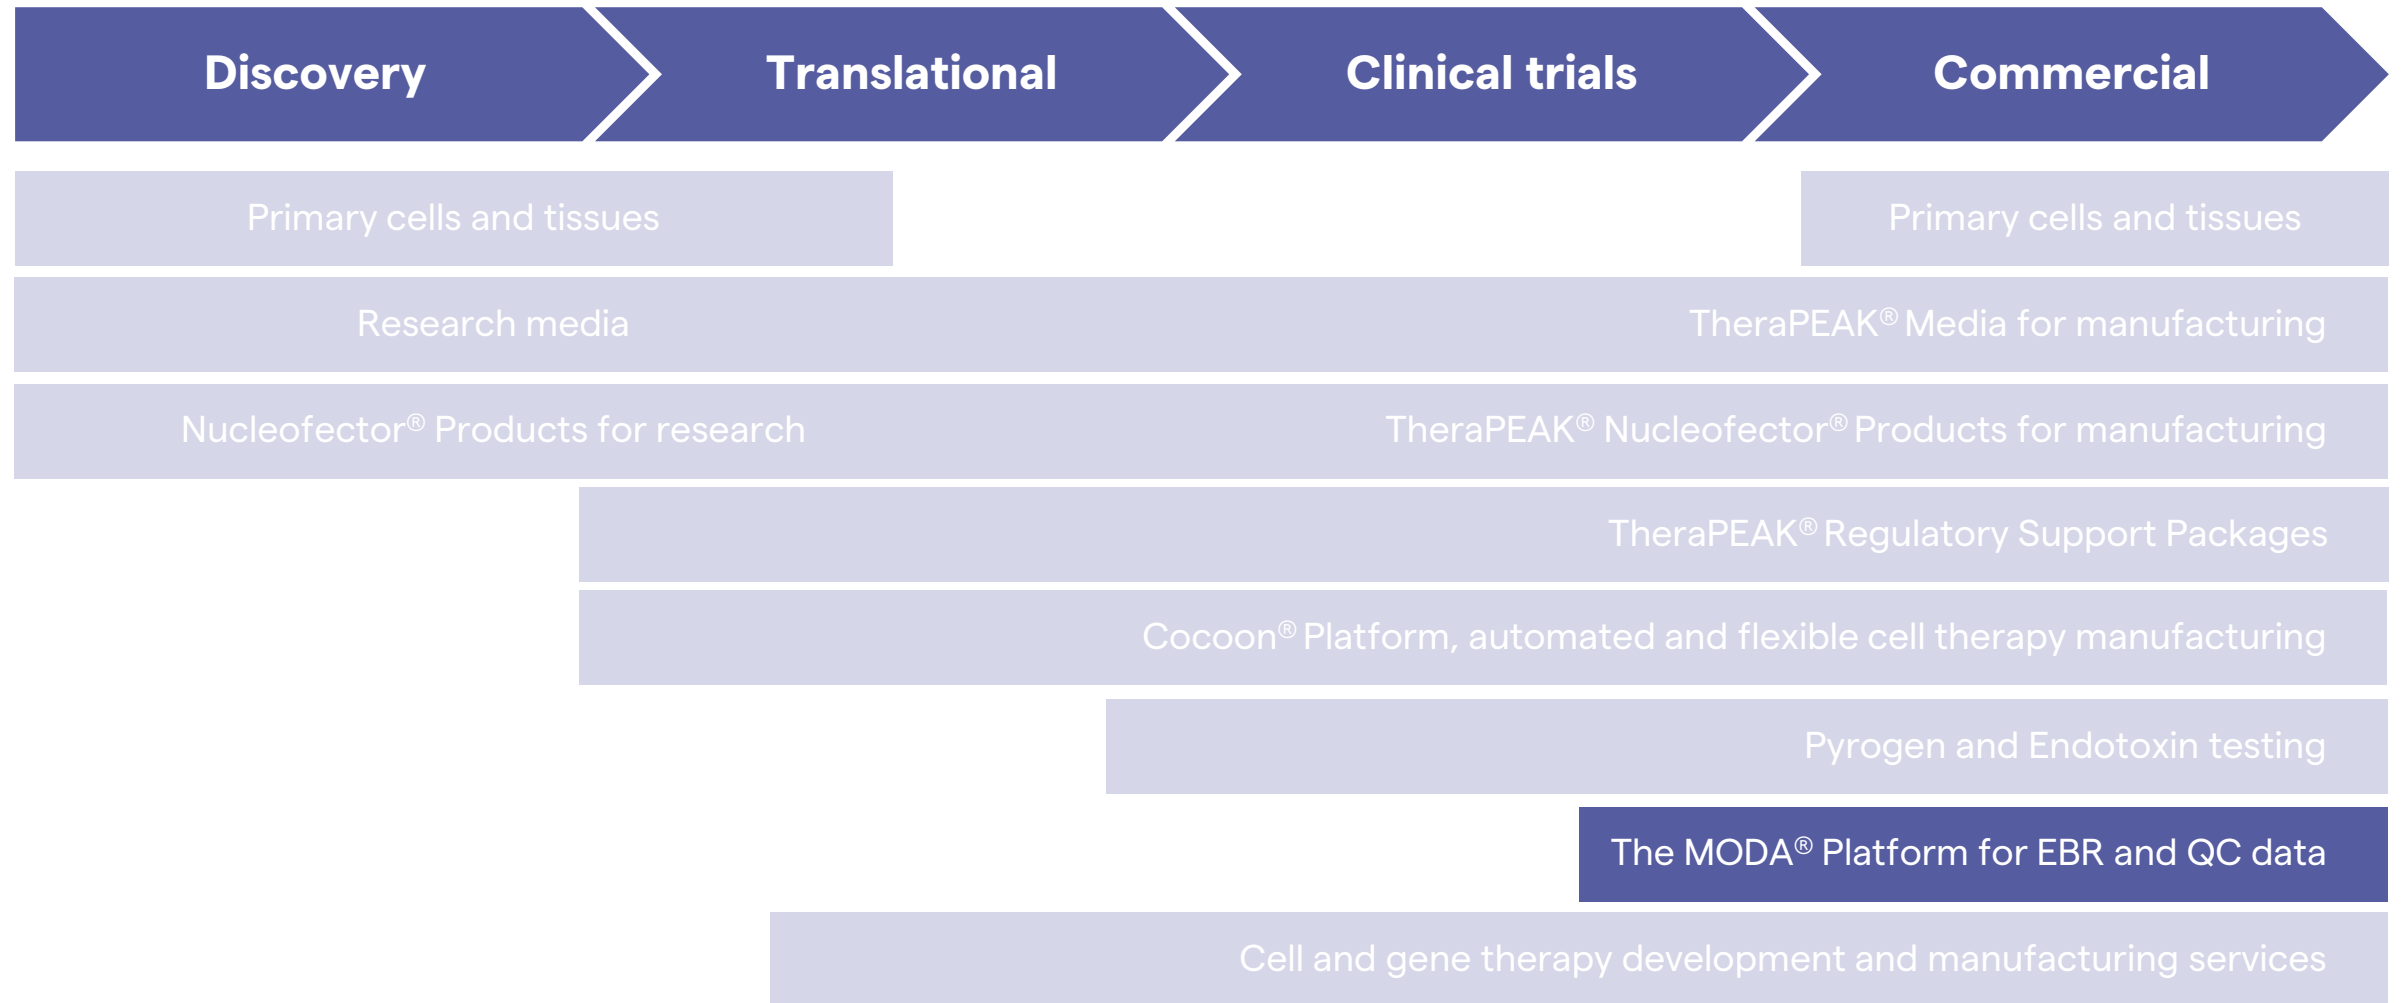 Discovery
Translational
Clinical trials
Commercial
Primary cells and tissues
Primary cells and tissues
Research media
TheraPEAK® Media for manufacturing
Nucleofector® Products for research
TheraPEAK® Nucleofector® Products for manufacturing
TheraPEAK® Regulatory Support Packages
Cocoon® Platform, automated and flexible cell therapy manufacturing
Pyrogen and Endotoxin testing
The MODA® Platform for EBR and QC data
Cell and gene therapy development and manufacturing services